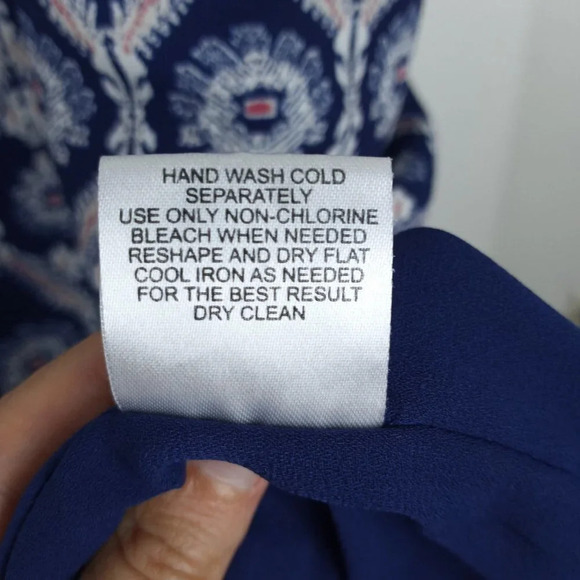 HAND WASH COLD
SEPARATELY
USE ONLY NON-CHLORINE
BLEACH WHEN NEEDED
RESHAPE AND DRY FLAT
COOL IRON AS NEEDED
FOR THE BEST RESULT
DRY CLEAN